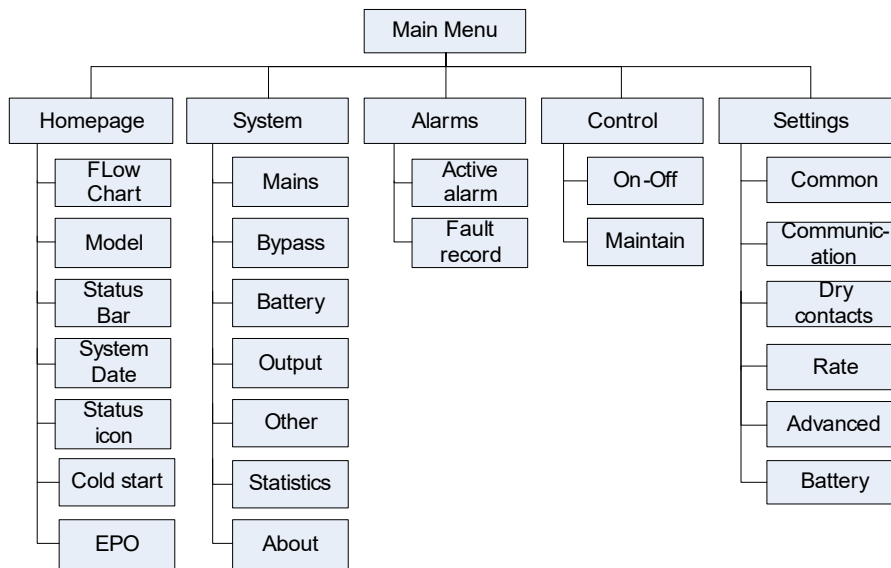 Main Menu
Homepage
System
Alarms
Control
Settings
FLow
Chart
Model
Status
Bar
System
Date
Status
icon
Cold start
EPO
Mains
Bypass
Battery
Output
Other
Statistics
About
Active
alarm
Fault
record
On-Off
Maintain
Common
Communic-
ation
Dry
contacts
Rate
Advanced
Battery